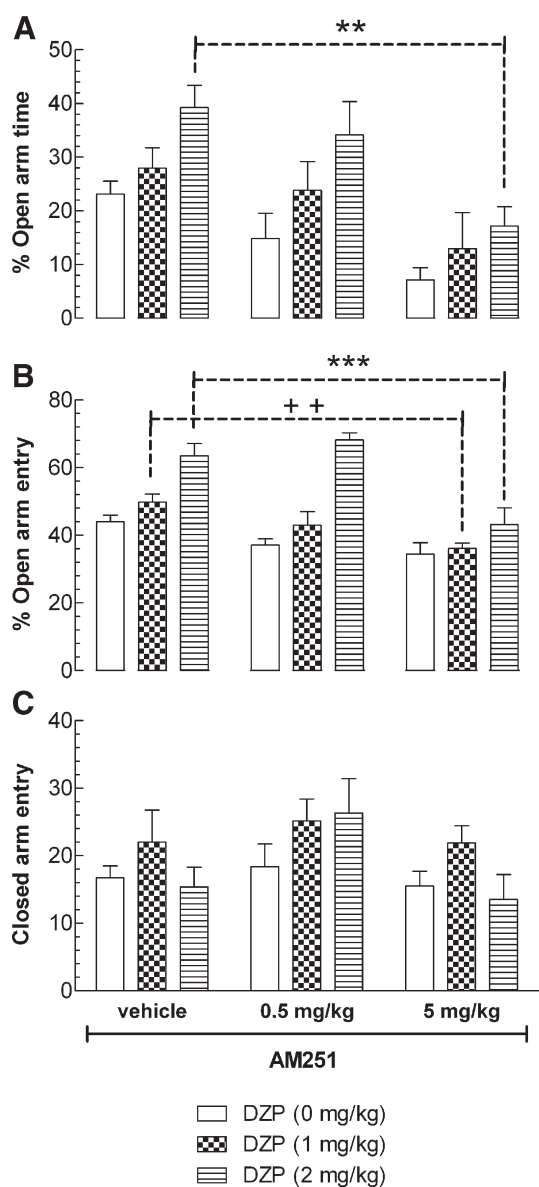 A
**
50
40
30
20
10
0
% Open arm time
B
***
+ +
80
60
40
20
0
% Open arm entry
C
40
30
20
10
0
Closed arm entry
vehicle 0.5 mg/kg 5 mg/kg
AM251
DZP (0 mg/kg)
DZP (1 mg/kg)
DZP (2 mg/kg)